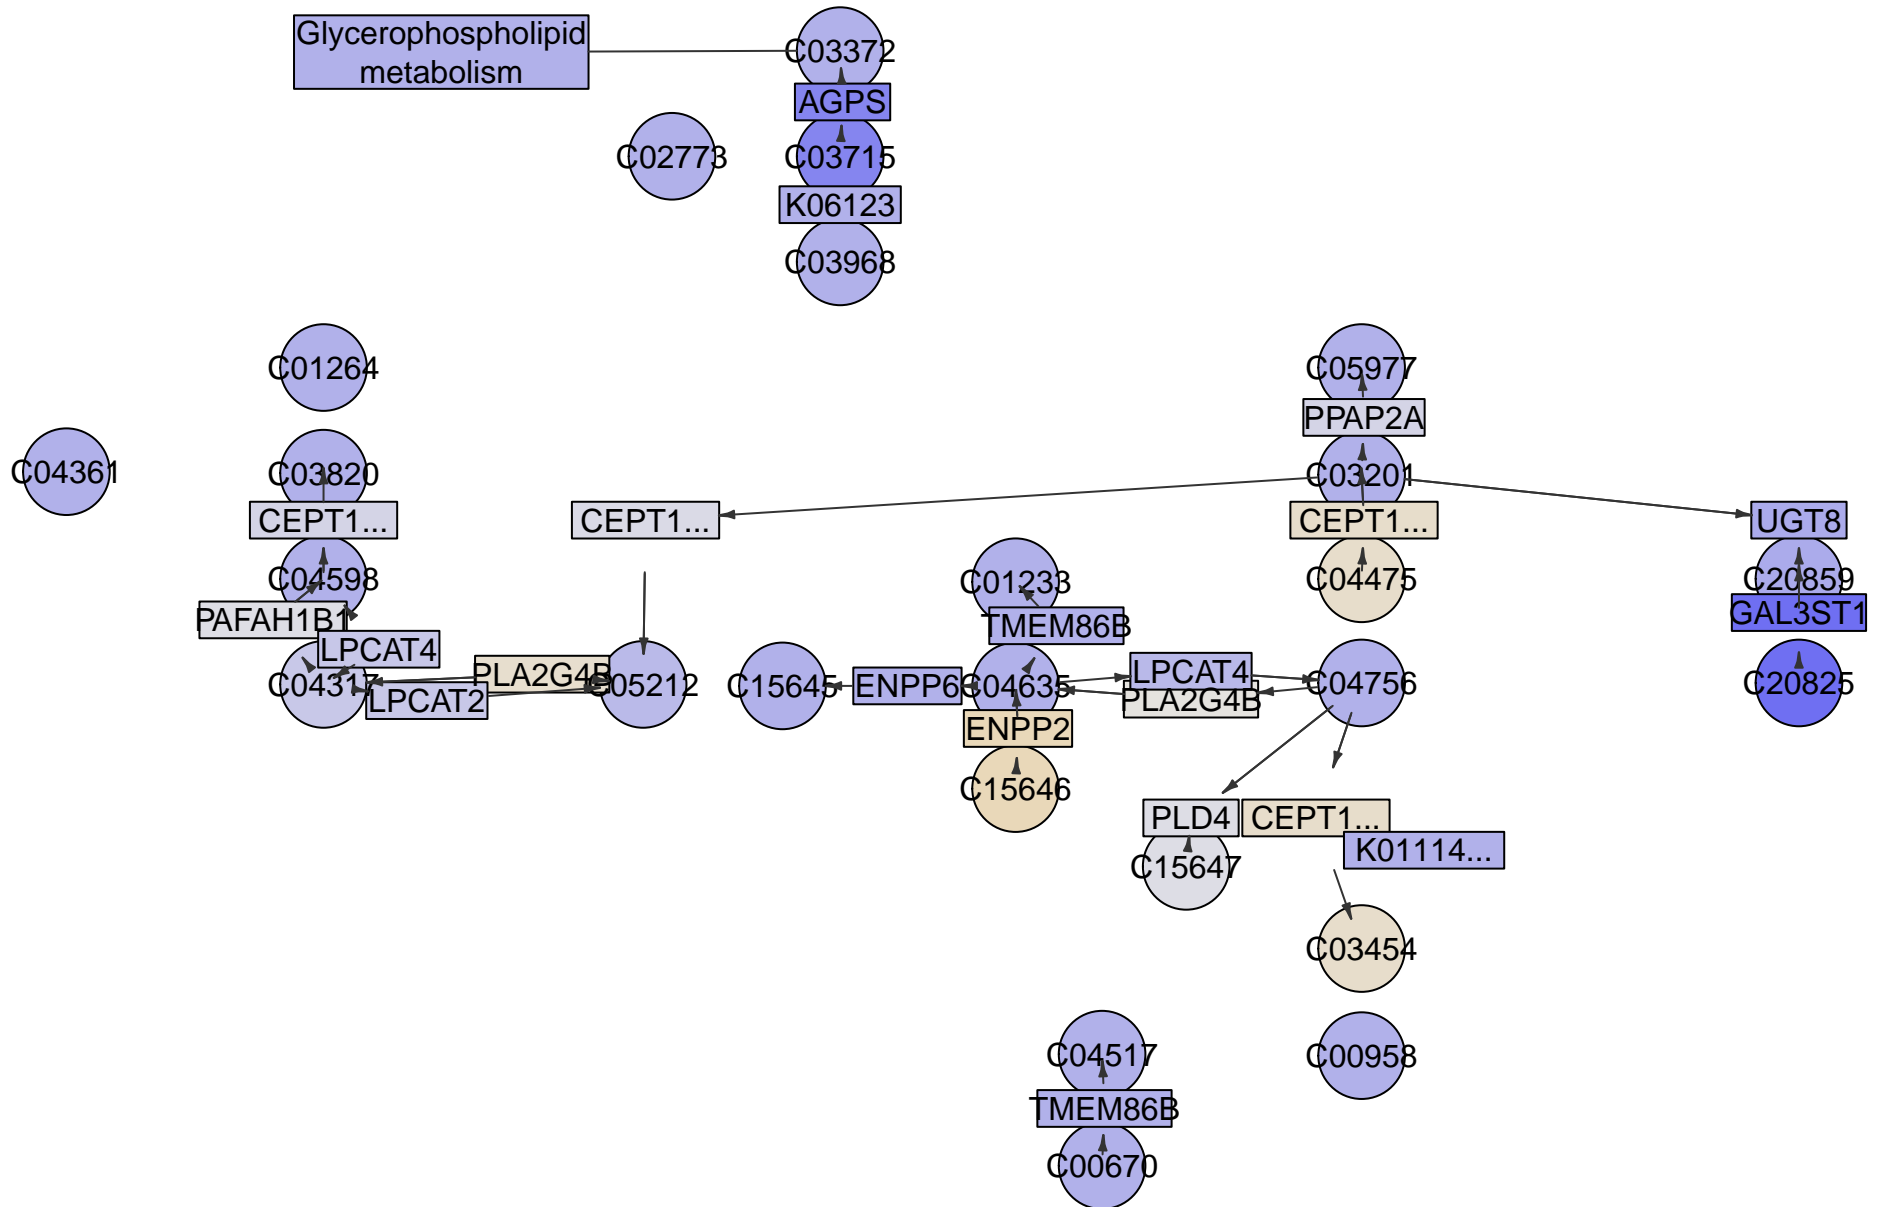 Glycerophospholipid
metabolism
C03372
AGPS
C02773
C03715
K06123
C03968
C01264
C05977
PPAP2A
C04361
C03820
C03201
CEPT1...
CEPT1...
CEPT1...
UGT8
C04598
C01233
C04475
C20859
PAFAH1B1
TMEM86B
GAL3ST1
LPCAT4
C04317
PLA2G4B
C05212
LPCAT2
C15645
ENPP6
C04635
LPCAT4
PLA2G4B
C04756
C20825
ENPP2
C15646
PLD4
CEPT1...
K01114...
C15647
C03454
C04517
C00958
TMEM86B
C00670